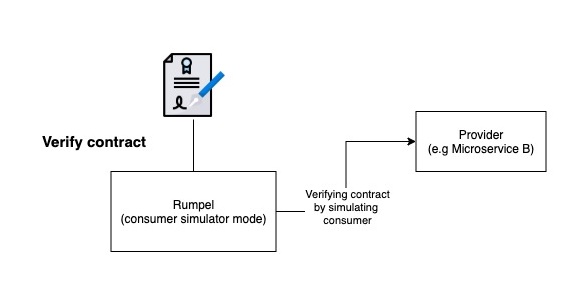 Verify contract
Rumpel
(consumer simulator mode)
Verifying contract
by simulating
consumer
Provider
(e.g Microservice B)